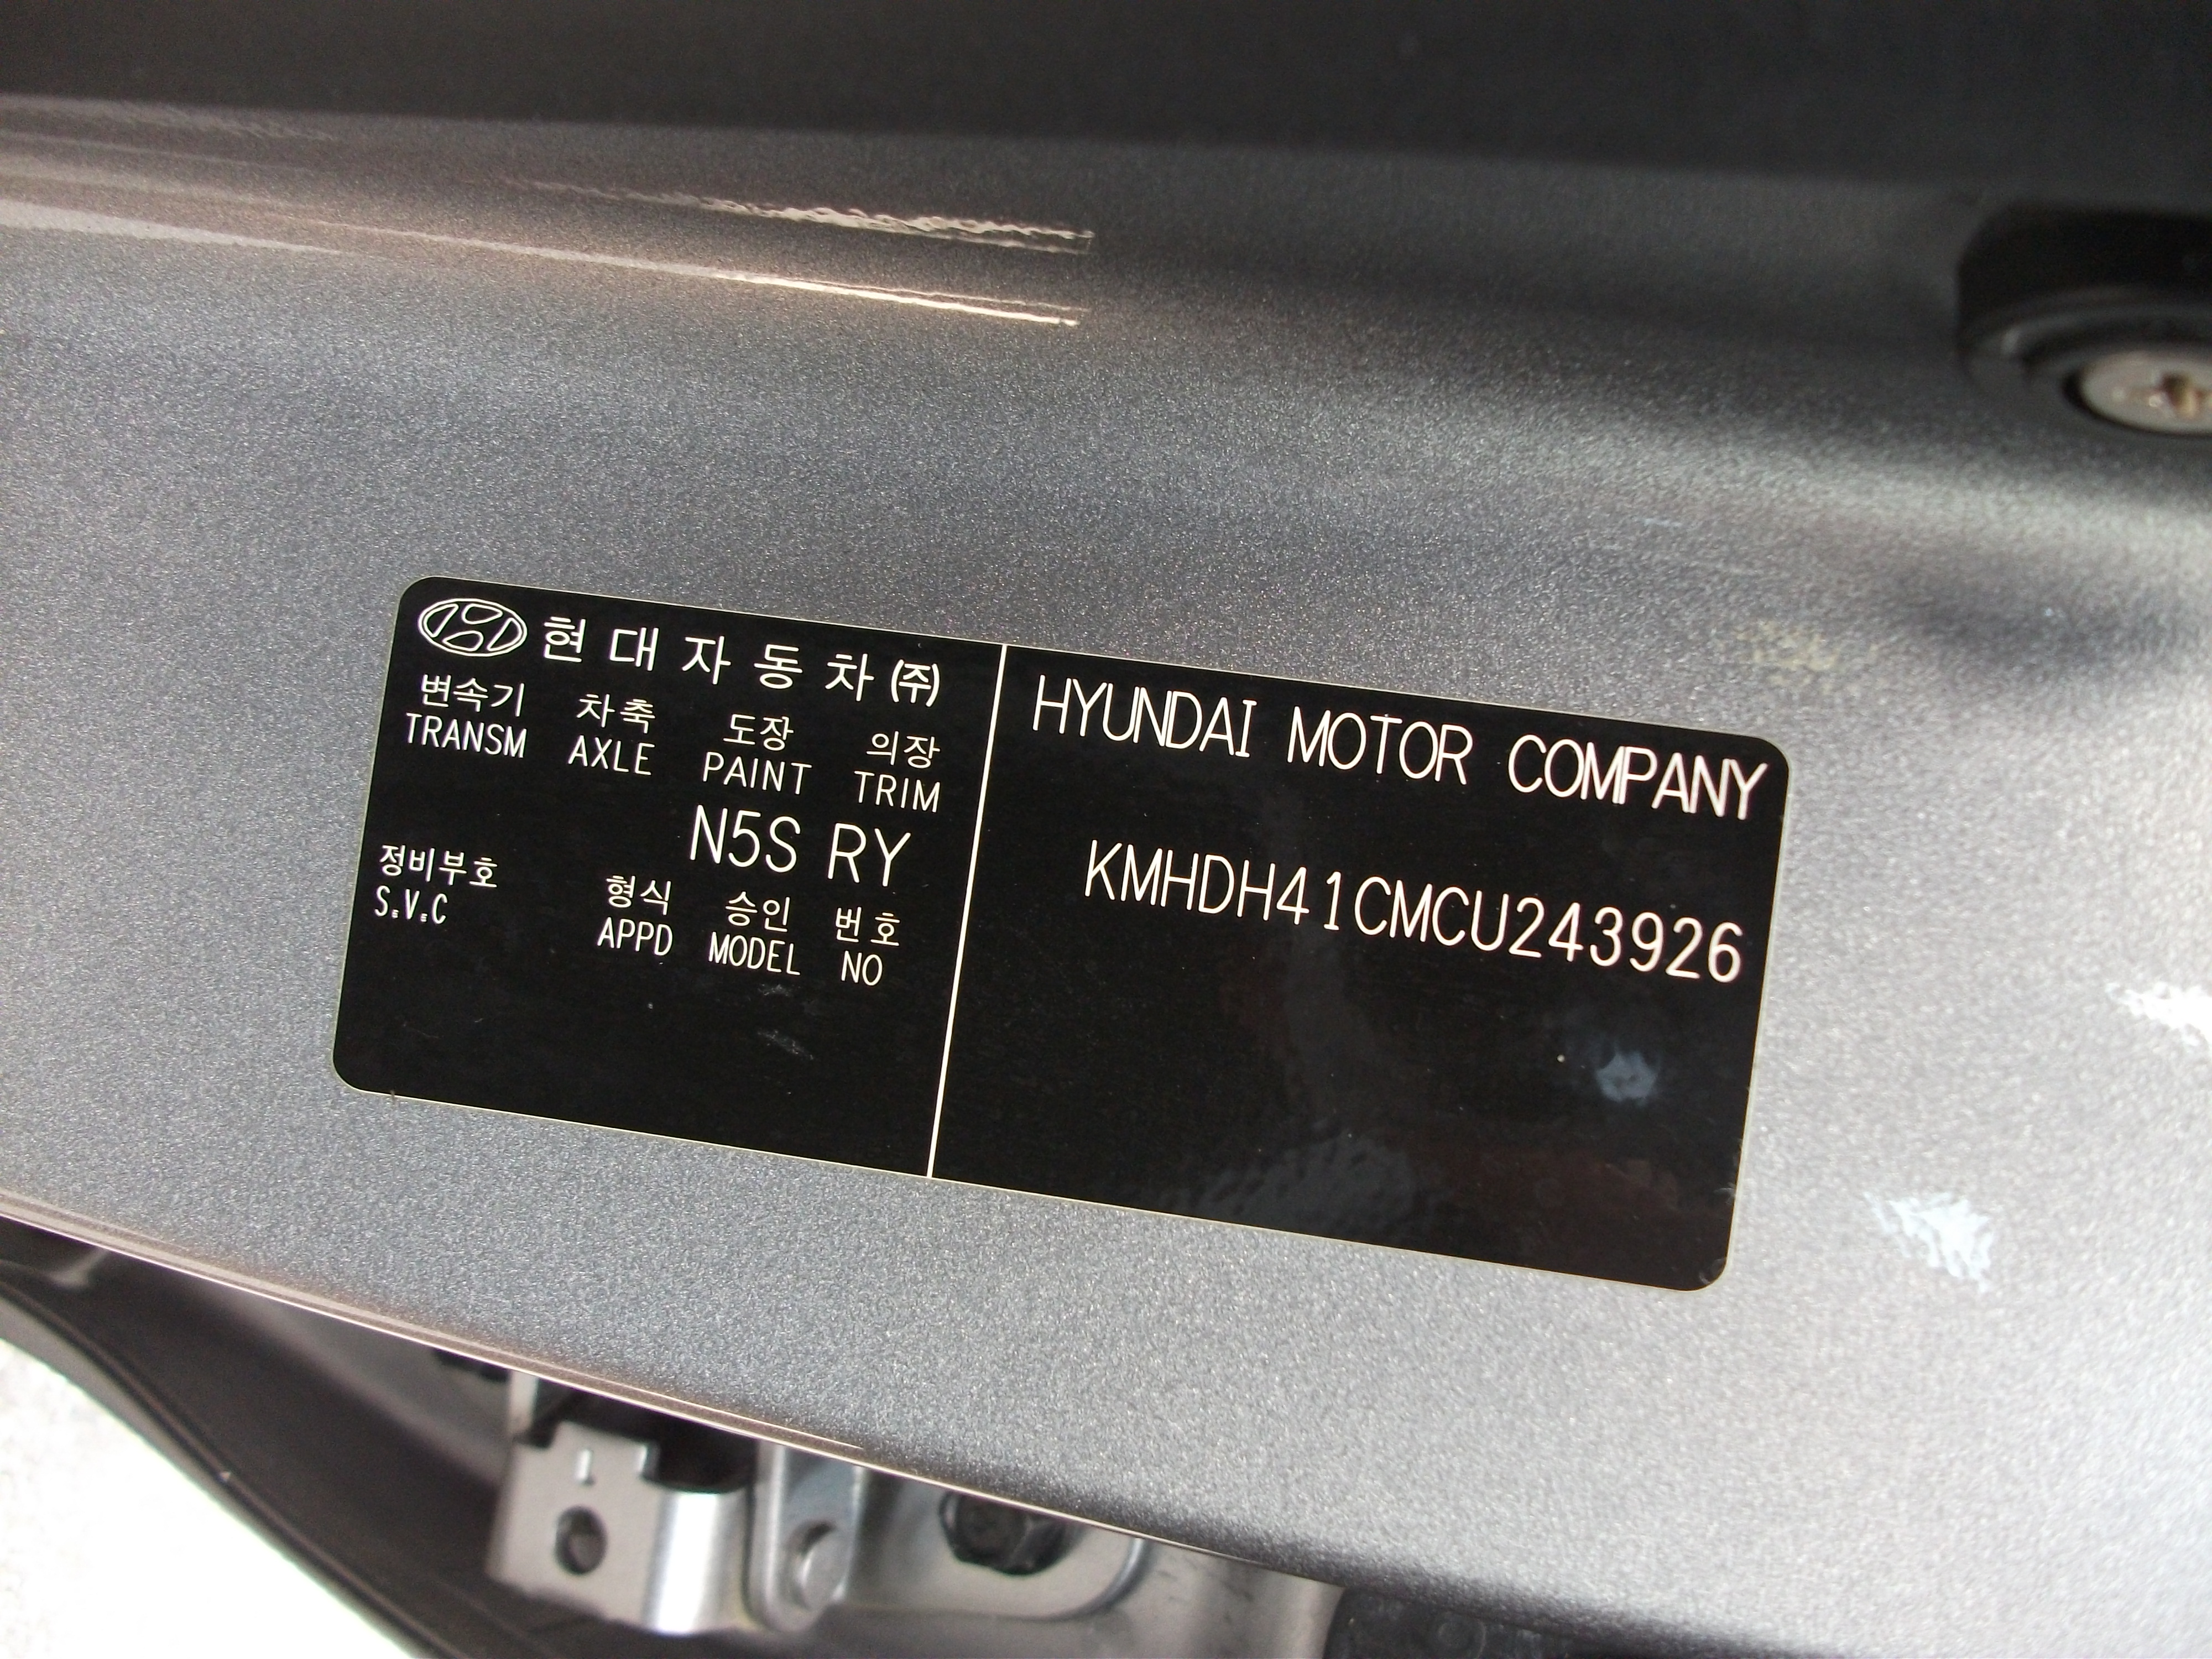 현대자동차㈜
변속기 차축 도장 의장
TRANSM AXLE PAINT TRIM
N5S RY
정비부호 형식 승인 번호
S.V.C APPD MODEL NO
HYUNDAI MOTOR COMPANY
KMHDH41CMCU243926